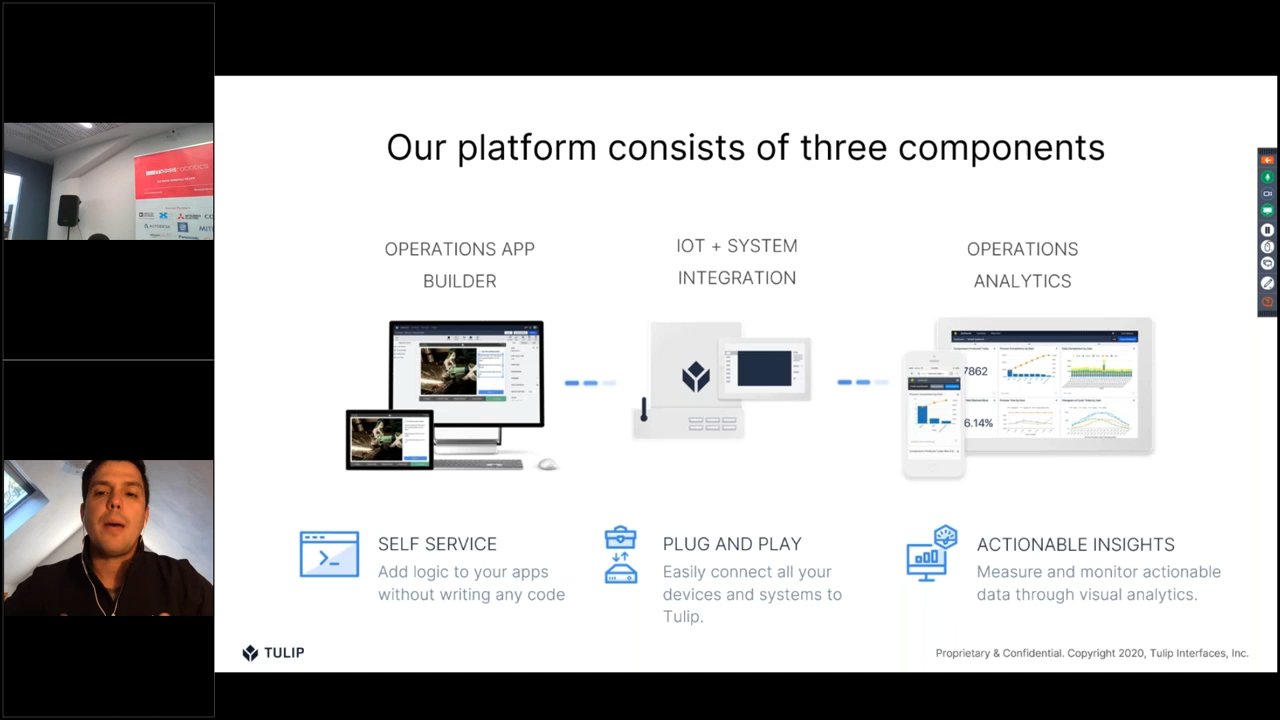 Our platform consists of three components
OPERATIONS APP
BUILDER
IOT + SYSTEM
INTEGRATION
OPERATIONS
ANALYTICS
7862
6.14%
SELF SERVICE
Add logic to your apps
without writing any code
PLUG AND PLAY
Easily connect all your
devices and systems to
Tulip.
ACTIONABLE INSIGHTS
Measure and monitor actionable
data through visual analytics.
TULIP
Proprietary & Confidential. Copyright 2020, Tulip Interfaces, Inc.